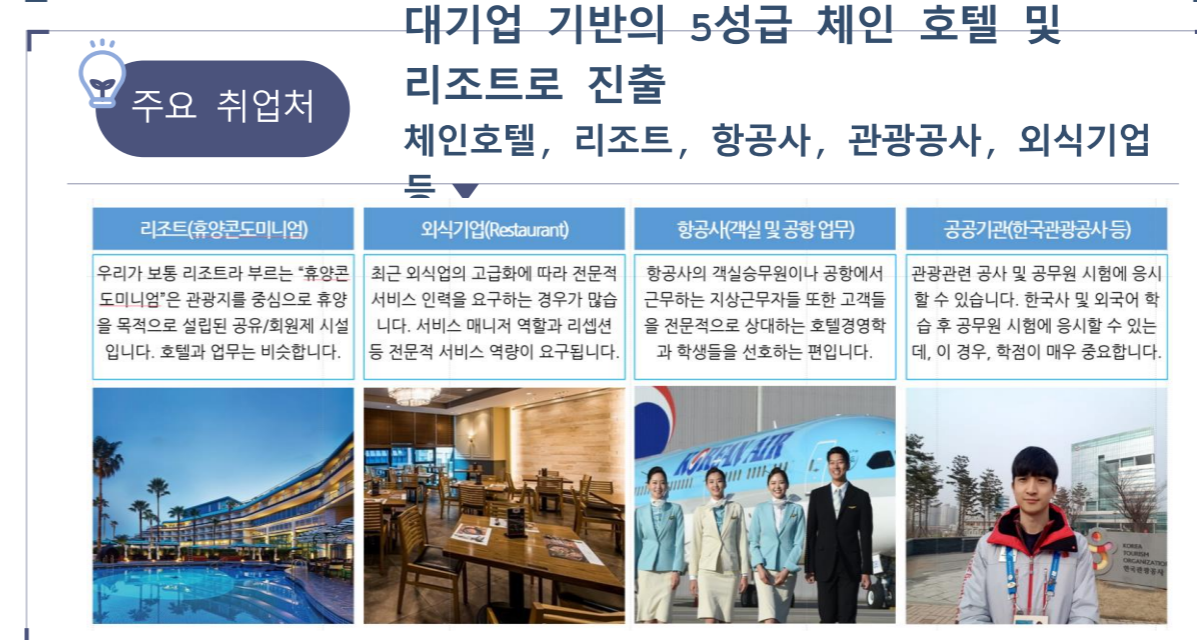 대기업 기반의 5성급 체인 호텔 및
리조트로 진출
주요 취업처
체인호텔, 리조트, 항공사, 관광공사, 외식기업
등
리조트(휴양콘도미니엄)
우리가 보통 리조트라 부르는 “휴양콘
도미니엄”은 관광지를 중심으로 휴양
을 목적으로 설립된 공유/회원제 시설
입니다. 호텔과 업무는 비슷합니다.
외식기업(Restaurant)
최근 외식업의 고급화에 따라 전문적
서비스 인력을 요구하는 경우가 많습
니다. 서비스 매니저 역할과 리셉션
등 전문적 서비스 역량이 요구됩니다.
항공사(객실 및 공항 업무)
항공사의 객실승무원이나 공항에서
근무하는 지상근무자들 또한 고객들
을 전문적으로 상대하는 호텔경영학
과 학생들을 선호하는 편입니다.
공공기관(한국관광공사 등)
관광관련 공사 및 공무원 시험에 응시
할 수 있습니다. 한국사 및 외국어 학
습 후 공무원 시험에 응시할 수 있는
데, 이 경우, 학점이 매우 중요합니다.
KOREAN AIR
KOREA
TOURISM
ORGANIZATION
한국관광공사